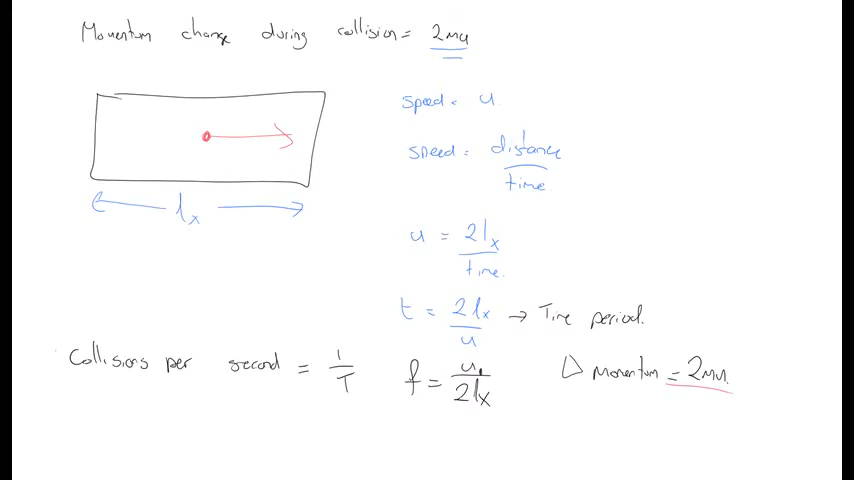 Momentum change during collision = 2mu
speed = u
speed = distance
time
lx
u = 2lx
time.
t = 2lx → Time period.
u
Collisions per second = 1 f = u Δ momentum = 2mu.
T 2lx